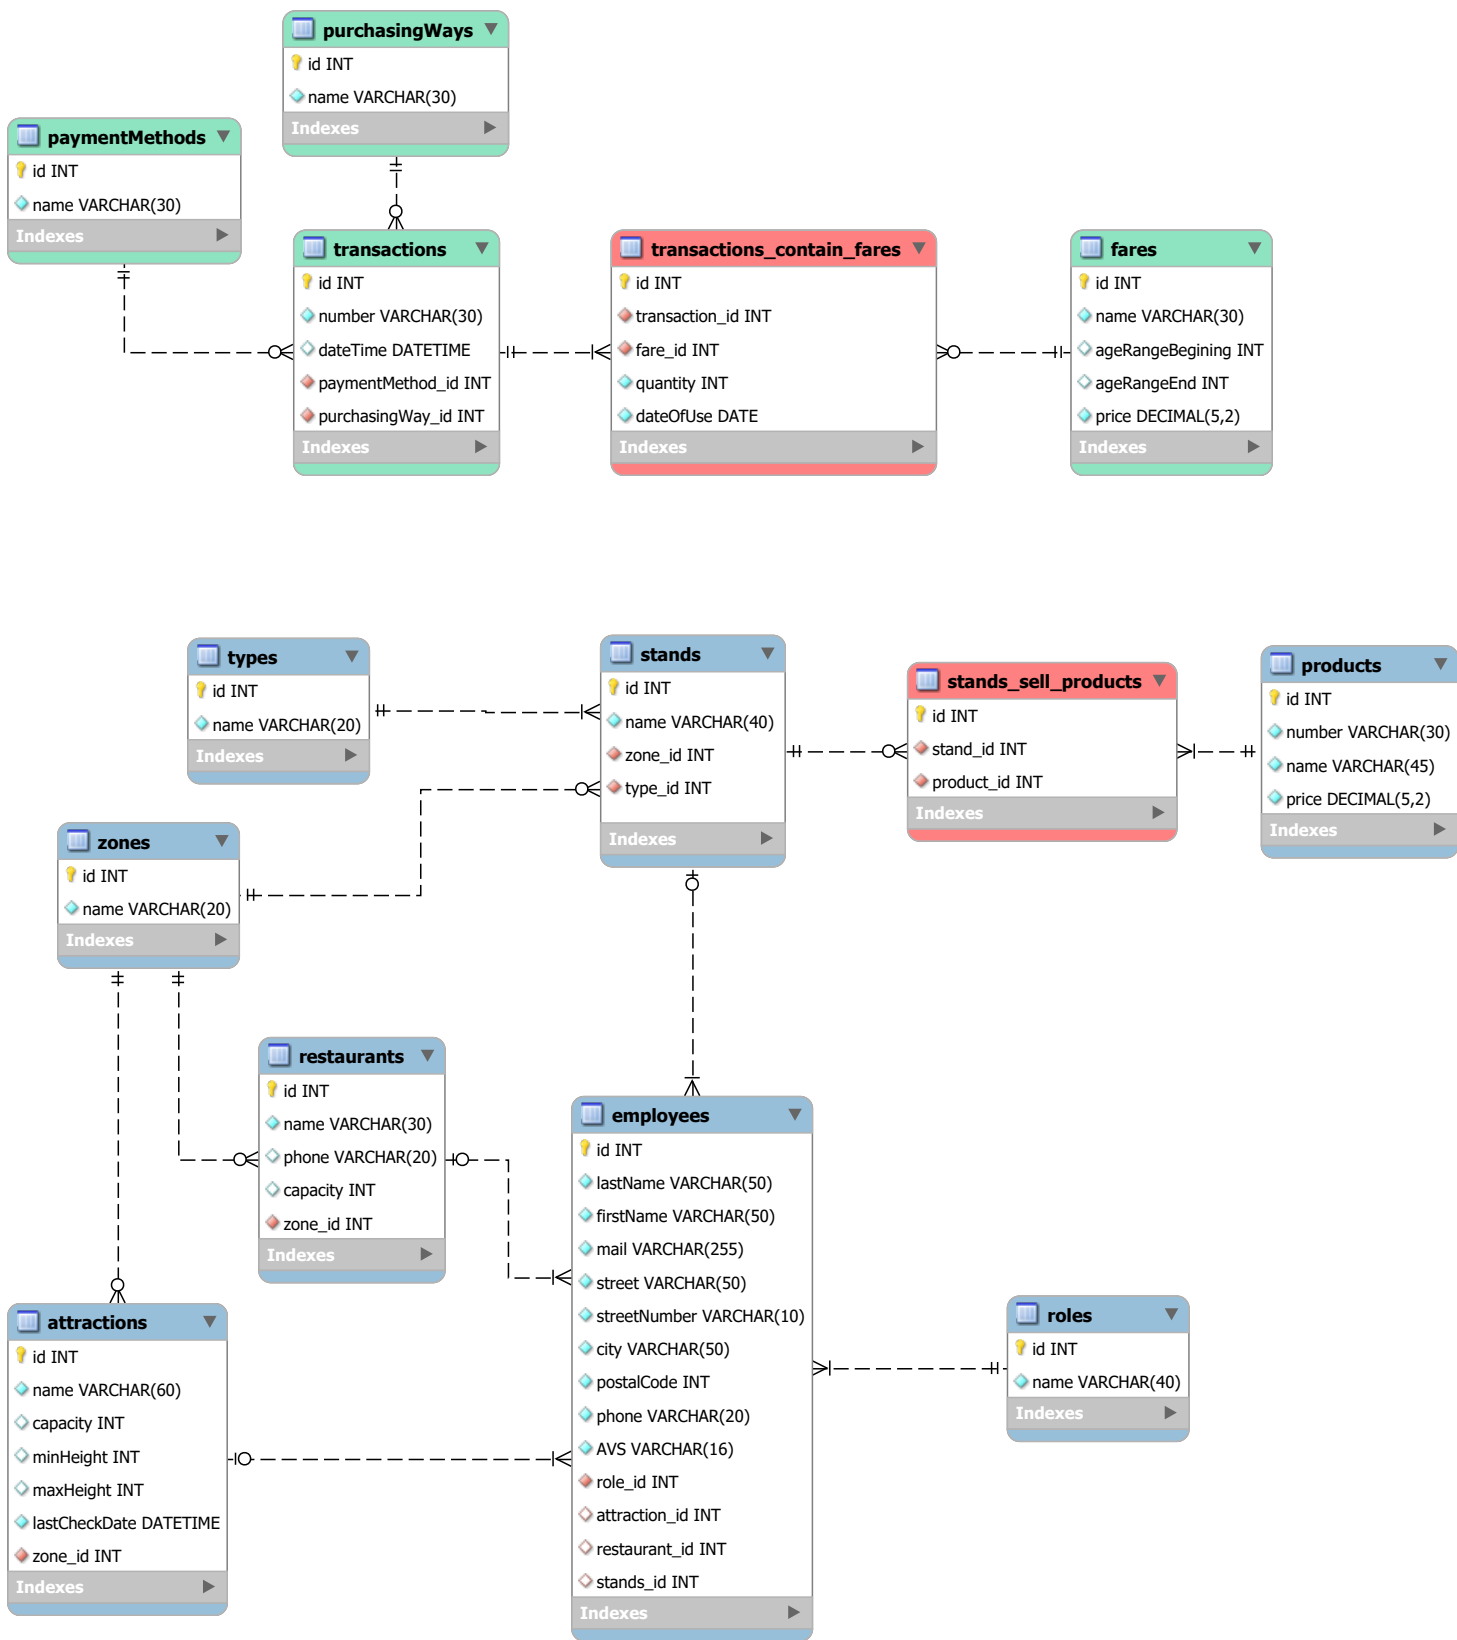 purchasingWays
id INT
name VARCHAR(30)
Indexes
paymentMethods
id INT
name VARCHAR(30)
Indexes
transactions
id INT
number VARCHAR(30)
dateTime DATETIME
paymentMethod_id INT
purchasingWay_id INT
Indexes
transactions_contain_fares
id INT
transaction_id INT
fare_id INT
quantity INT
dateOfUse DATE
Indexes
fares
id INT
name VARCHAR(30)
ageRangeBegining INT
ageRangeEnd INT
price DECIMAL(5,2)
Indexes
types
id INT
name VARCHAR(20)
Indexes
stands
id INT
name VARCHAR(40)
zone_id INT
type_id INT
Indexes
stands_sell_products
id INT
stand_id INT
product_id INT
Indexes
products
id INT
number VARCHAR(30)
name VARCHAR(45)
price DECIMAL(5,2)
Indexes
zones
id INT
name VARCHAR(20)
Indexes
restaurants
id INT
name VARCHAR(30)
phone VARCHAR(20)
capacity INT
zone_id INT
Indexes
employees
id INT
lastName VARCHAR(50)
firstName VARCHAR(50)
mail VARCHAR(255)
street VARCHAR(50)
streetNumber VARCHAR(10)
city VARCHAR(50)
postalCode INT
phone VARCHAR(20)
AVS VARCHAR(16)
role_id INT
attraction_id INT
restaurant_id INT
stands_id INT
Indexes
attractions
id INT
name VARCHAR(60)
capacity INT
minHeight INT
maxHeight INT
lastCheckDate DATETIME
zone_id INT
Indexes
roles
id INT
name VARCHAR(40)
Indexes